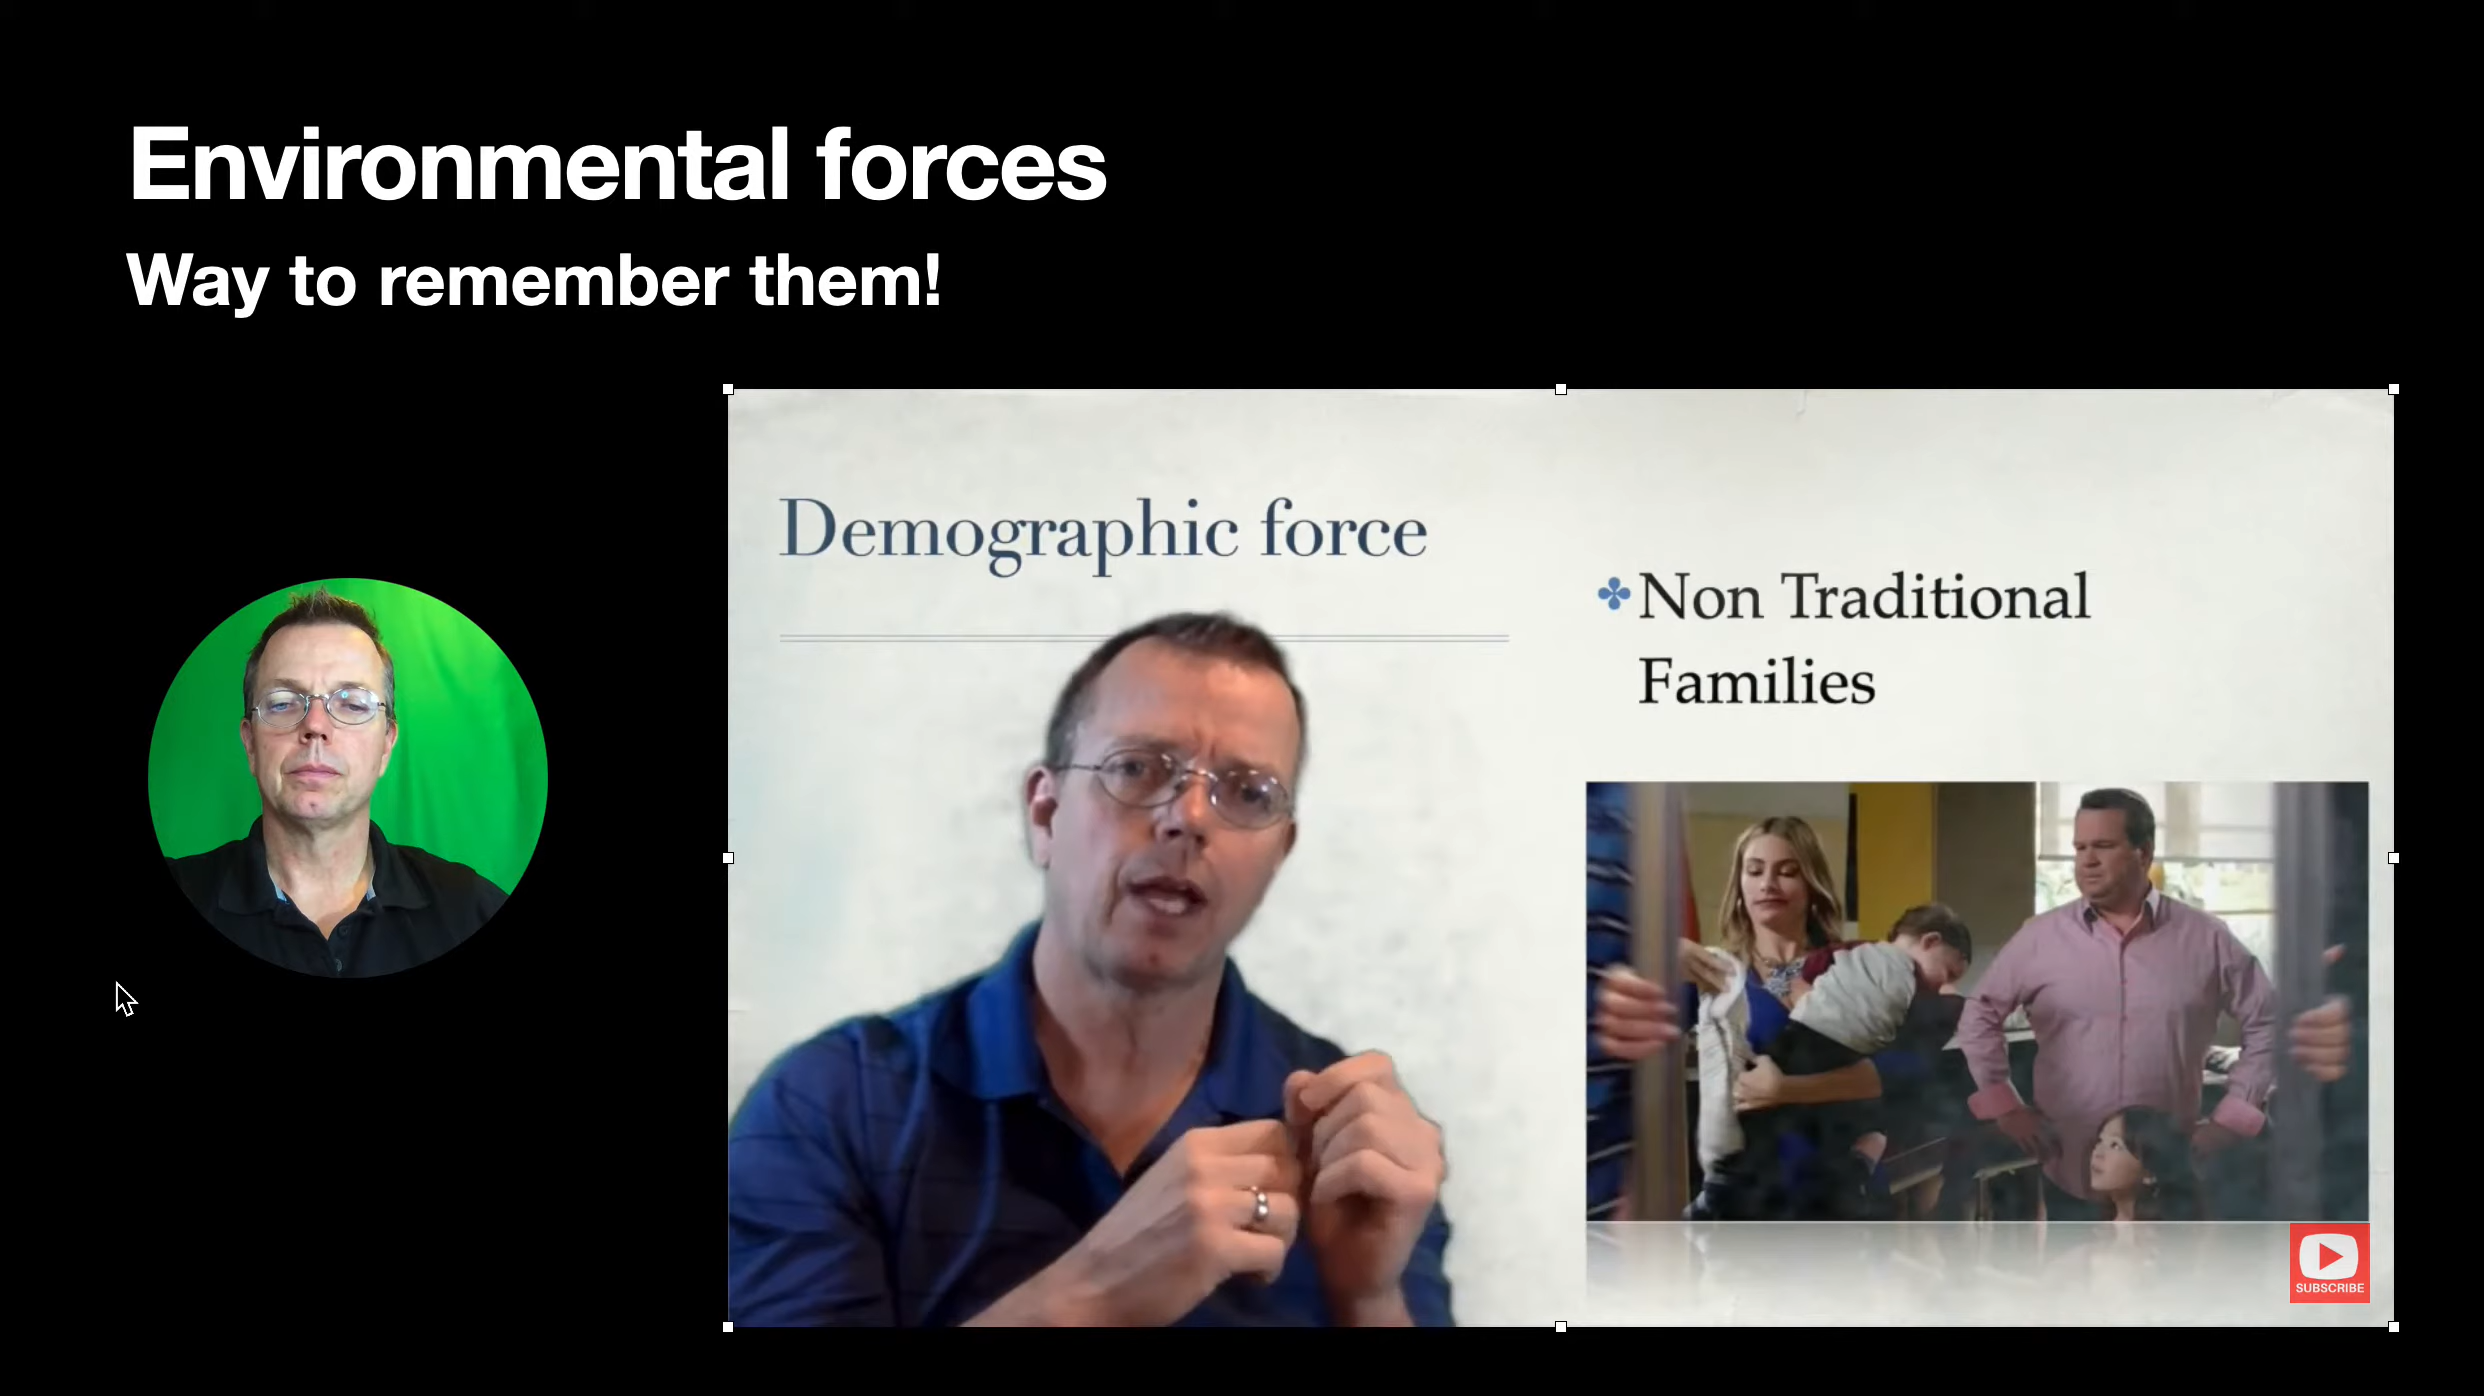 Environmental forces
Way to remember them!
Demographic force
Non Traditional
Families
SUBSCRIBE